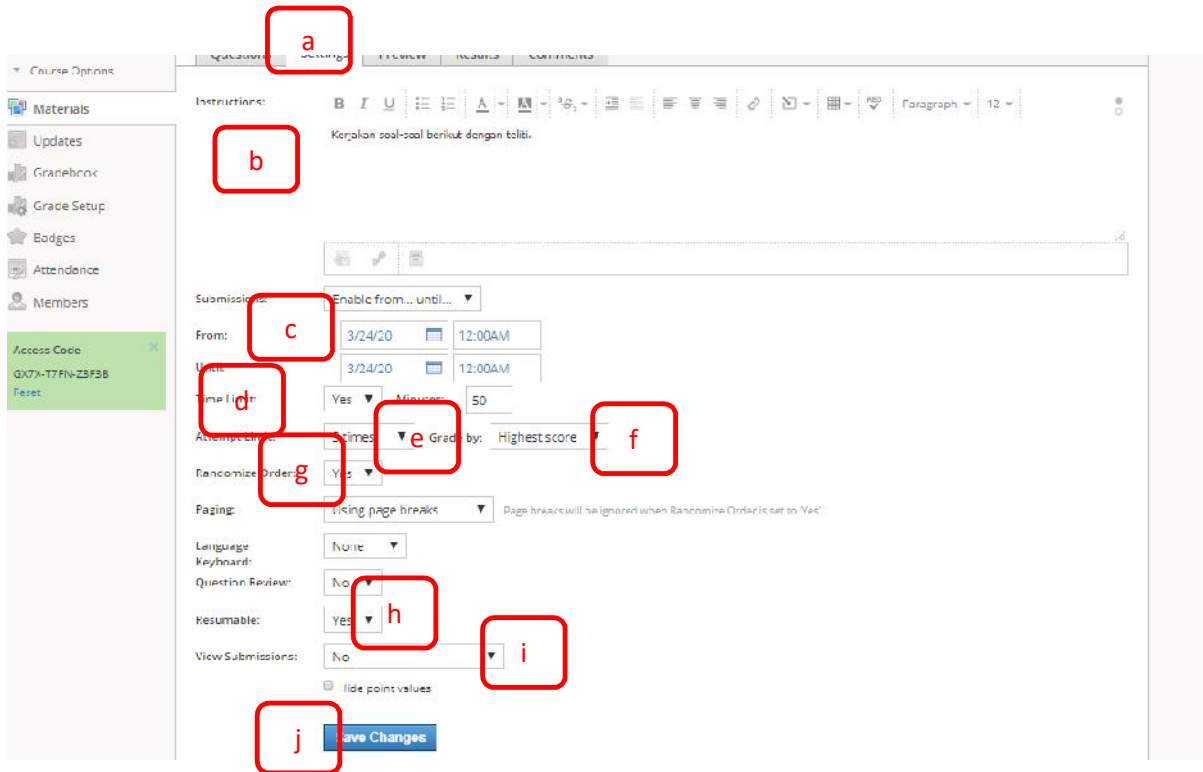 a
Questions Settings Preview Results Comments
Course Options
Materials
Updates
Gradebook
Grade Setup
Badges
Attendance
Members
Access Code
Reset
Instructions:
B I U A A Paragraph 12
Kerjakan soal-soal berikut dengan teliti.
b
Submissions: Enable from... until...
c
From: 3/24/20 12:00AM
Until: 3/24/20 12:00AM
d
Time Limit: Yes Minutes: 50
Attempt Limit: times e Grade by: Highest score f
g
Randomize Order: Yes
Paging: Using page breaks Page breaks will be ignored when Randomize Order is set to 'Yes'
Language
Keyboard: None
Question Review: No
h
Resumable: Yes
View Submissions: No i
Hide point values
j
Save Changes